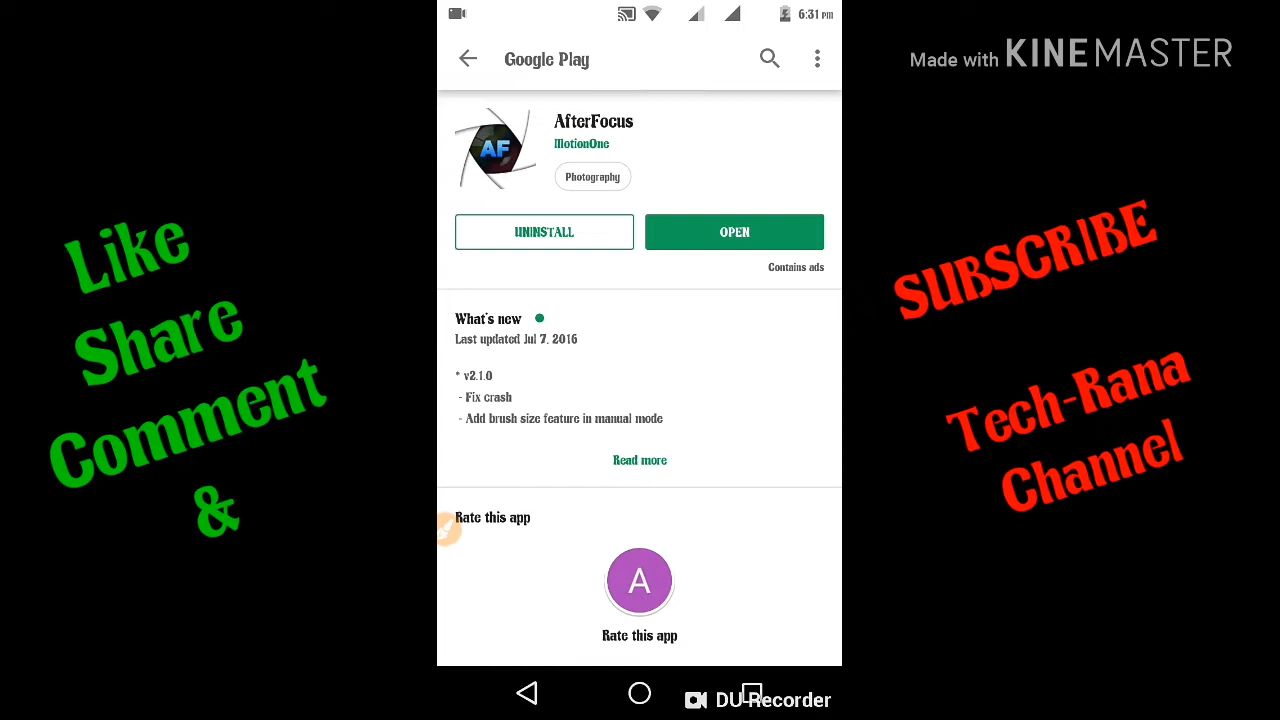 6:31 PM
Made with KINEMASTER
Google Play
AF
AfterFocus
MotionOne
Photography
UNINSTALL
OPEN
Contains ads
What's new
Last updated Jul 7, 2016
* v2.1.0
- Fix crash
- Add brush size feature in manual mode
Read more
Rate this app
A
Rate this app
DU Recorder
Like
Share
Comment
&
SUBSCRIBE
Tech-Rana
Channel